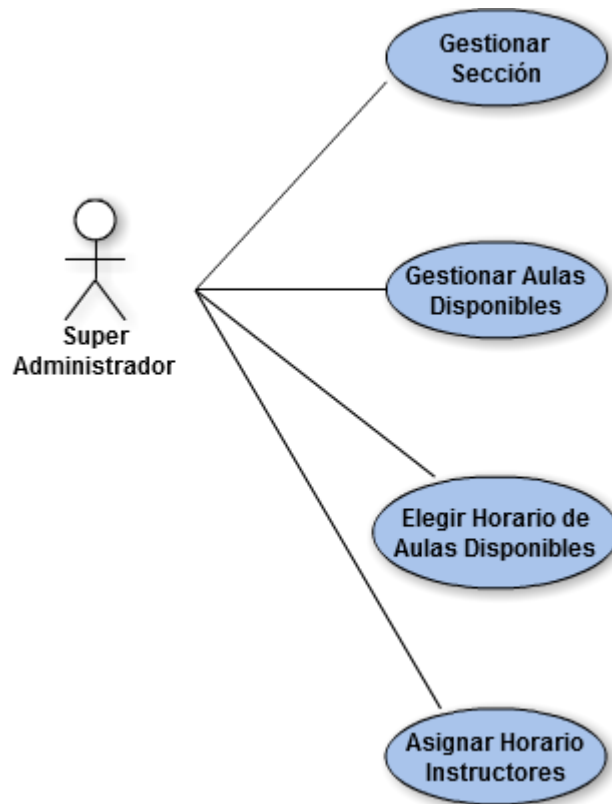 Gestionar
Sección
Gestionar Aulas
Disponibles
Super
Administrador
Elegir Horario de
Aulas Disponibles
Asignar Horario
Instructores